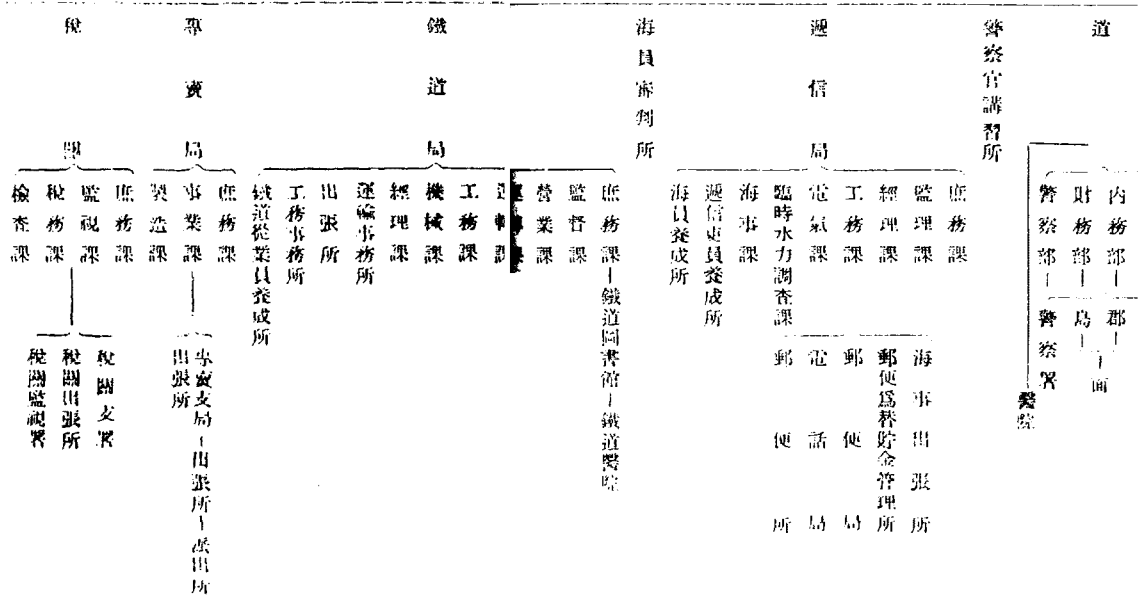 道
内務部
財務部
警察部
郡
島
警察署
面
醫院
警察官講習所
遞信局
庶務課
監理課
經理課
工務課
電氣課
臨時水力調査課
海事課
遞信吏員養成所
海員養成所
海事出張所
郵便爲替貯金管理所
郵便局
電話局
郵便所
海員審判所
鐵道局
庶務課
鐵道圖書館
鐵道醫院
監督課
營業課
工務課
機械課
經理課
運輸事務所
出張所
工務事務所
鐵道從業員養成所
專賣局
庶務課
事業課
製造課
專賣支局
出張所
派出所
出張所
稅關
庶務課
監視課
稅務課
檢査課
稅關支署
稅關出張所
稅關監視署